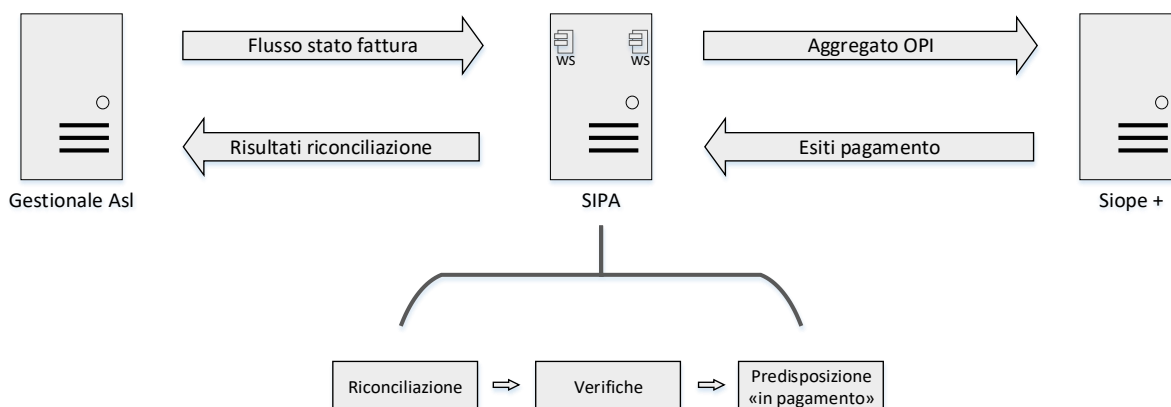 Flusso stato fattura
WS
WS
Aggregato OPI
Risultati riconciliazione
Esiti pagamento
Gestionale Asl
SIPA
Siope +
Riconciliazione
Verifiche
Predisposizione
«in pagamento»